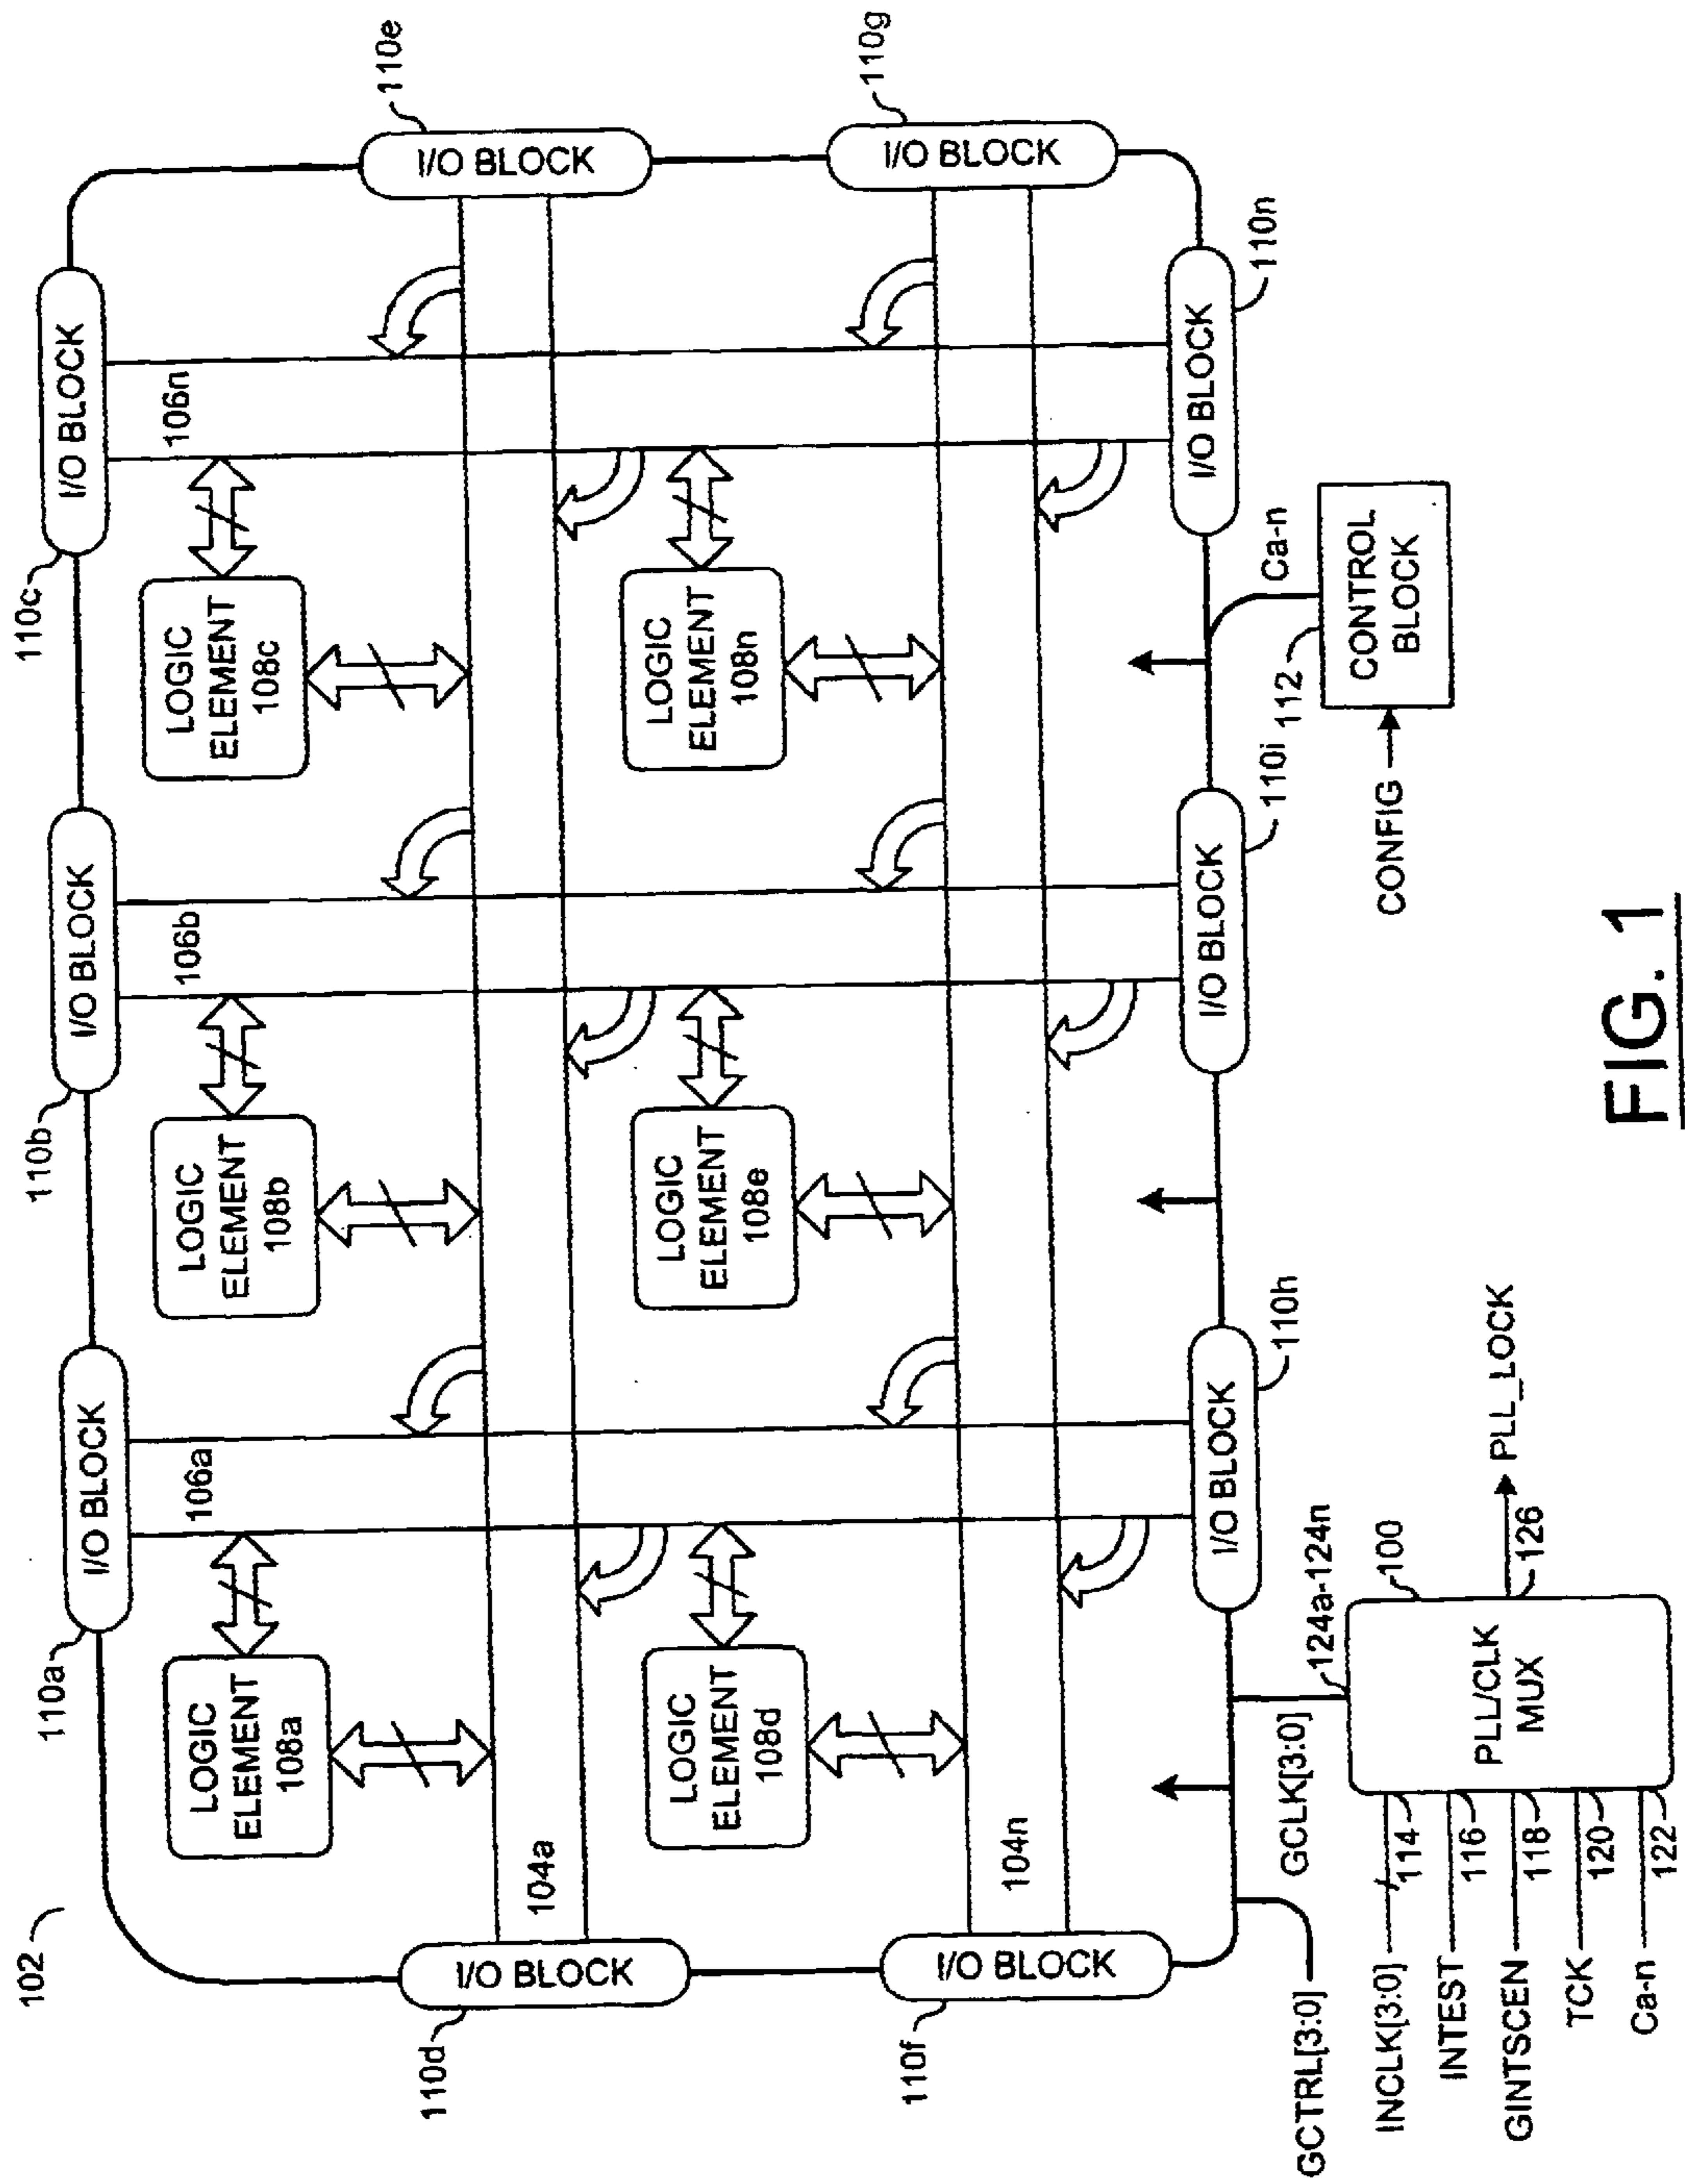 102
110a
I/O BLOCK
110b
I/O BLOCK
110c
I/O BLOCK
106a
106b
106n
LOGIC
ELEMENT
108a
LOGIC
ELEMENT
108b
LOGIC
ELEMENT
108c
110d
I/O BLOCK
104a
I/O BLOCK
110e
LOGIC
ELEMENT
108d
LOGIC
ELEMENT
108e
LOGIC
ELEMENT
108n
110f
I/O BLOCK
104n
I/O BLOCK
110g
I/O BLOCK
110h
I/O BLOCK
110i
I/O BLOCK
110n
GCTRL[3:0]
GCLK[3:0]
124a-124n
INCLK[3:0]
114
INTEST
116
GINTSCEN
118
TCK
120
Ca-n
122
PLL/CLK
MUX
100
126
PLL_LOCK
CONFIG
112
CONTROL
BLOCK
Ca-n
FIG. 1